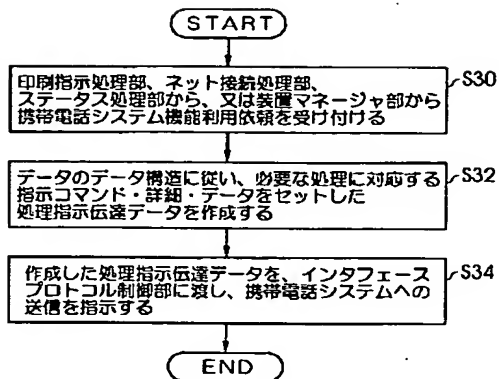 START
印刷指示処理部、ネット接続処理部、
ステータス処理部から、又は装置マネージャ部から
携帯電話システム機能利用依頼を受け付ける
S30
データのデータ構造に従い、必要な処理に対応する
指示コマンド・詳細・データをセットした
処理指示伝達データを作成する
S32
作成した処理指示伝達データを、インタフェース
プロトコル制御部に渡し、携帯電話システムへの
送信を指示する
S34
END